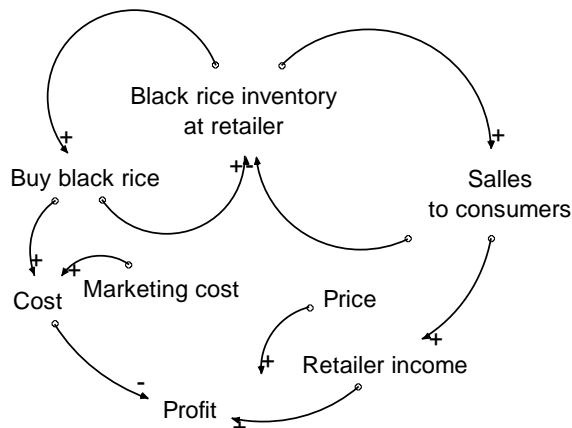 Black rice inventory
at retailer
+
+
+-
Buy black rice
Salles
to consumers
+
+
Marketing cost
Cost
Price
+
+
Retailer income
-
Profit
+